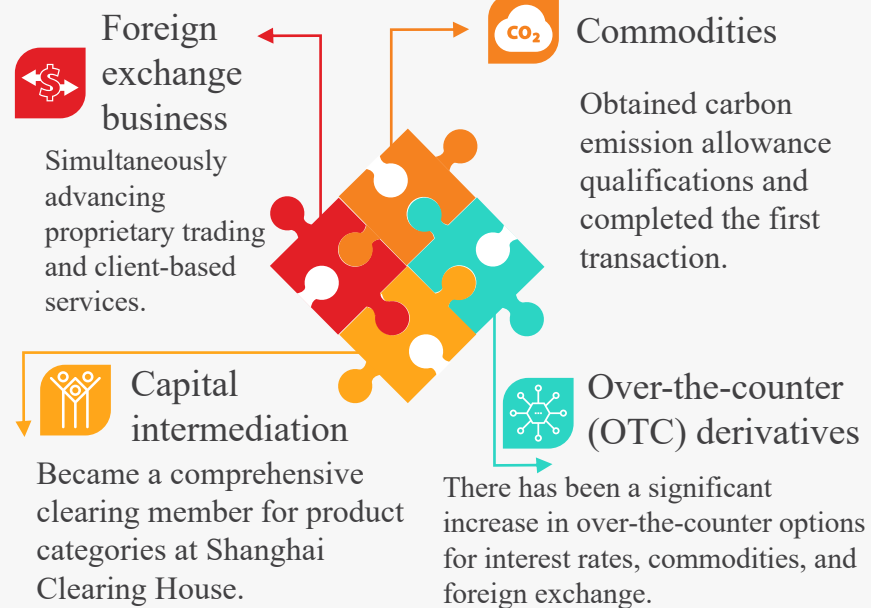 Foreign
exchange
business
Simultaneously
advancing
proprietary trading
and client-based
services.
CO₂
Commodities
Obtained carbon
emission allowance
qualifications and
completed the first
transaction.
Capital
intermediation
Became a comprehensive
clearing member for product
categories at Shanghai
Clearing House.
Over-the-counter
(OTC) derivatives
There has been a significant
increase in over-the-counter options
for interest rates, commodities, and
foreign exchange.